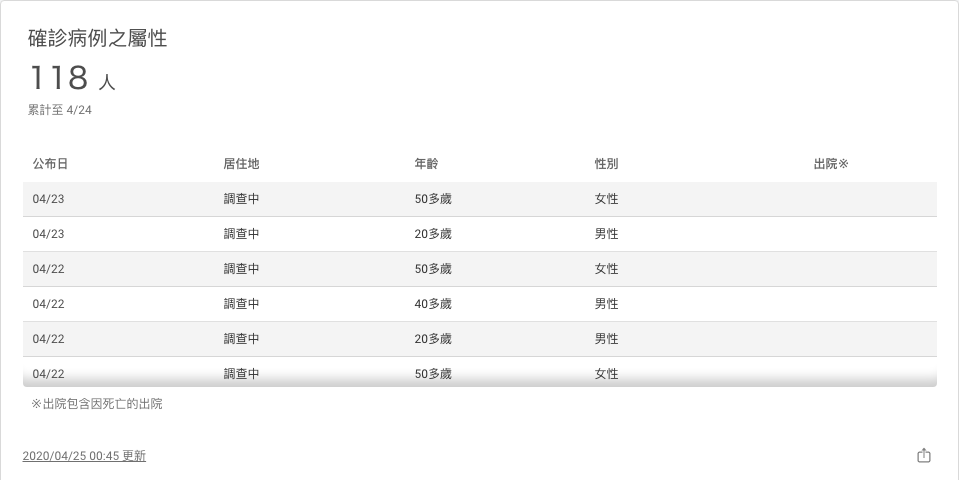 確診病例之屬性
118 人
累計至 4/24
公布日 居住地 年齡 性別 出院※
04/23 調查中 50多歲 女性
04/23 調查中 20多歲 男性
04/22 調查中 50多歲 女性
04/22 調查中 40多歲 男性
04/22 調查中 20多歲 男性
04/22 調查中 50多歲 女性
※出院包含因死亡的出院
2020/04/25 00:45 更新